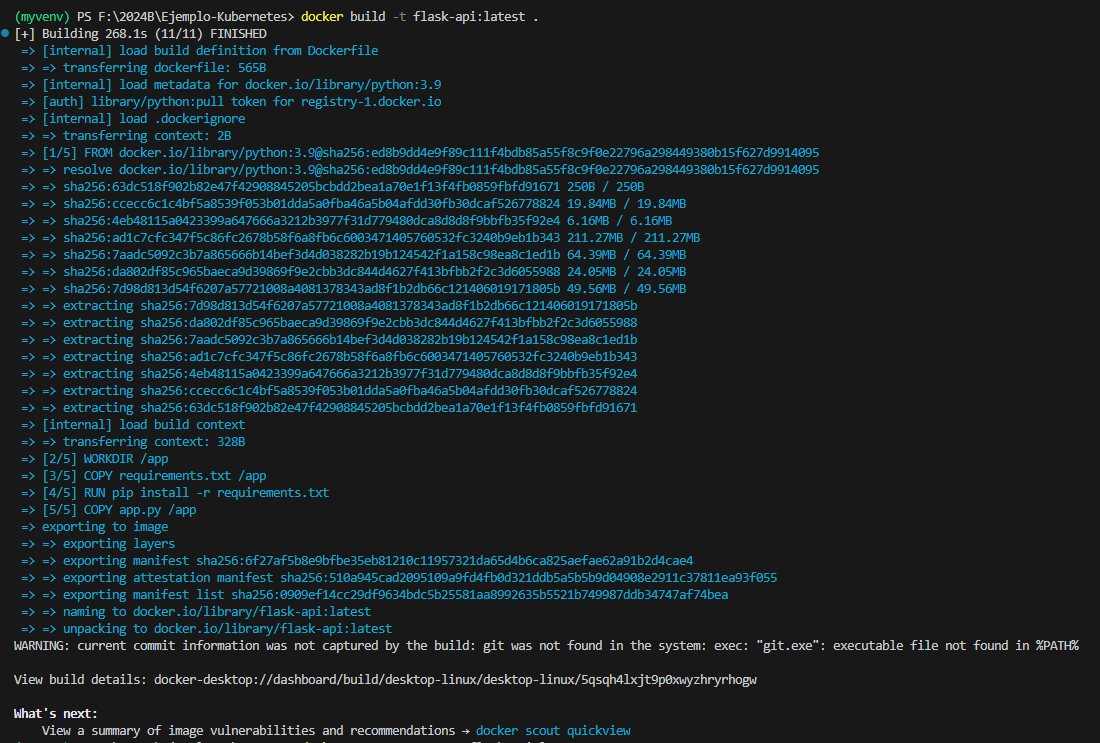 (myvenv) PS F:\2024B\Ejemplo-Kubernetes> docker build -t flask-api:latest .
[+] Building 268.1s (11/11) FINISHED
=> [internal] load build definition from Dockerfile
=> => transferring dockerfile: 565B
=> [internal] load metadata for docker.io/library/python:3.9
=> [auth] library/python:pull token for registry-1.docker.io
=> [internal] load .dockerignore
=> => transferring context: 2B
=> [1/5] FROM docker.io/library/python:3.9@sha256:ed8b9dd4e9f89c111f4bdb85a55f8c9f0e22796a298449380b15f627d9914095
=> => resolve docker.io/library/python:3.9@sha256:ed8b9dd4e9f89c111f4bdb85a55f8c9f0e22796a298449380b15f627d9914095
=> => sha256:63dc518f902b82e47f42908845205bcbdd2bea1a70e1f13f4fb0859fbfd91671 250B / 250B
=> => sha256:ccecc6c1c4bf5a8539f053b01dda5a0fba46a5b04afdd30fb30dcaf526778824 19.84MB / 19.84MB
=> => sha256:4eb48115a0423399a647666a3212b3977f31d779480dca8d8d8f9bbfb35f92e4 6.16MB / 6.16MB
=> => sha256:ad1c7cfc347f5c86fc2678b58f6a8fb6c6003471405760532fc3240b9eb1b343 211.27MB / 211.27MB
=> => sha256:7aadc5092c3b7a865666b14bef3d4d038282b19b124542f1a158c98ea8c1ed1b 64.39MB / 64.39MB
=> => sha256:da802df85c965baeca9d39869f9e2cbb3dc844d4627f413bfbb2f2c3d6055988 24.05MB / 24.05MB
=> => sha256:7d98d813d54f6207a57721008a4081378343ad8f1b2db66c121406019171805b 49.56MB / 49.56MB
=> => extracting sha256:7d98d813d54f6207a57721008a4081378343ad8f1b2db66c121406019171805b
=> => extracting sha256:da802df85c965baeca9d39869f9e2cbb3dc844d4627f413bfbb2f2c3d6055988
=> => extracting sha256:7aadc5092c3b7a865666b14bef3d4d038282b19b124542f1a158c98ea8c1ed1b
=> => extracting sha256:ad1c7cfc347f5c86fc2678b58f6a8fb6c6003471405760532fc3240b9eb1b343
=> => extracting sha256:4eb48115a0423399a647666a3212b3977f31d779480dca8d8d8f9bbfb35f92e4
=> => extracting sha256:ccecc6c1c4bf5a8539f053b01dda5a0fba46a5b04afdd30fb30dcaf526778824
=> => extracting sha256:63dc518f902b82e47f42908845205bcbdd2bea1a70e1f13f4fb0859fbfd91671
=> [internal] load build context
=> => transferring context: 328B
=> [2/5] WORKDIR /app
=> [3/5] COPY requirements.txt /app
=> [4/5] RUN pip install -r requirements.txt
=> [5/5] COPY app.py /app
=> exporting to image
=> => exporting layers
=> => exporting manifest sha256:6f27af5b8e9bfbe35eb81210c11957321da65d4b6ca825aefae62a91b2d4cae4
=> => exporting attestation manifest sha256:510a945cad2095109a9fd4fb0d321ddb5a5b5b9d04908e2911c37811ea93f055
=> => exporting manifest list sha256:0909ef14cc29df9634bdc5b25581aa8992635b5521b749987ddb34747af74bea
=> => naming to docker.io/library/flask-api:latest
=> => unpacking to docker.io/library/flask-api:latest
WARNING: current commit information was not captured by the build: git was not found in the system: exec: "git.exe": executable file not found in %PATH%
View build details: docker-desktop://dashboard/build/desktop-linux/desktop-linux/5qsqh4lxjt9p0xwyzhryrhogw
What's next:
View a summary of image vulnerabilities and recommendations → docker scout quickview